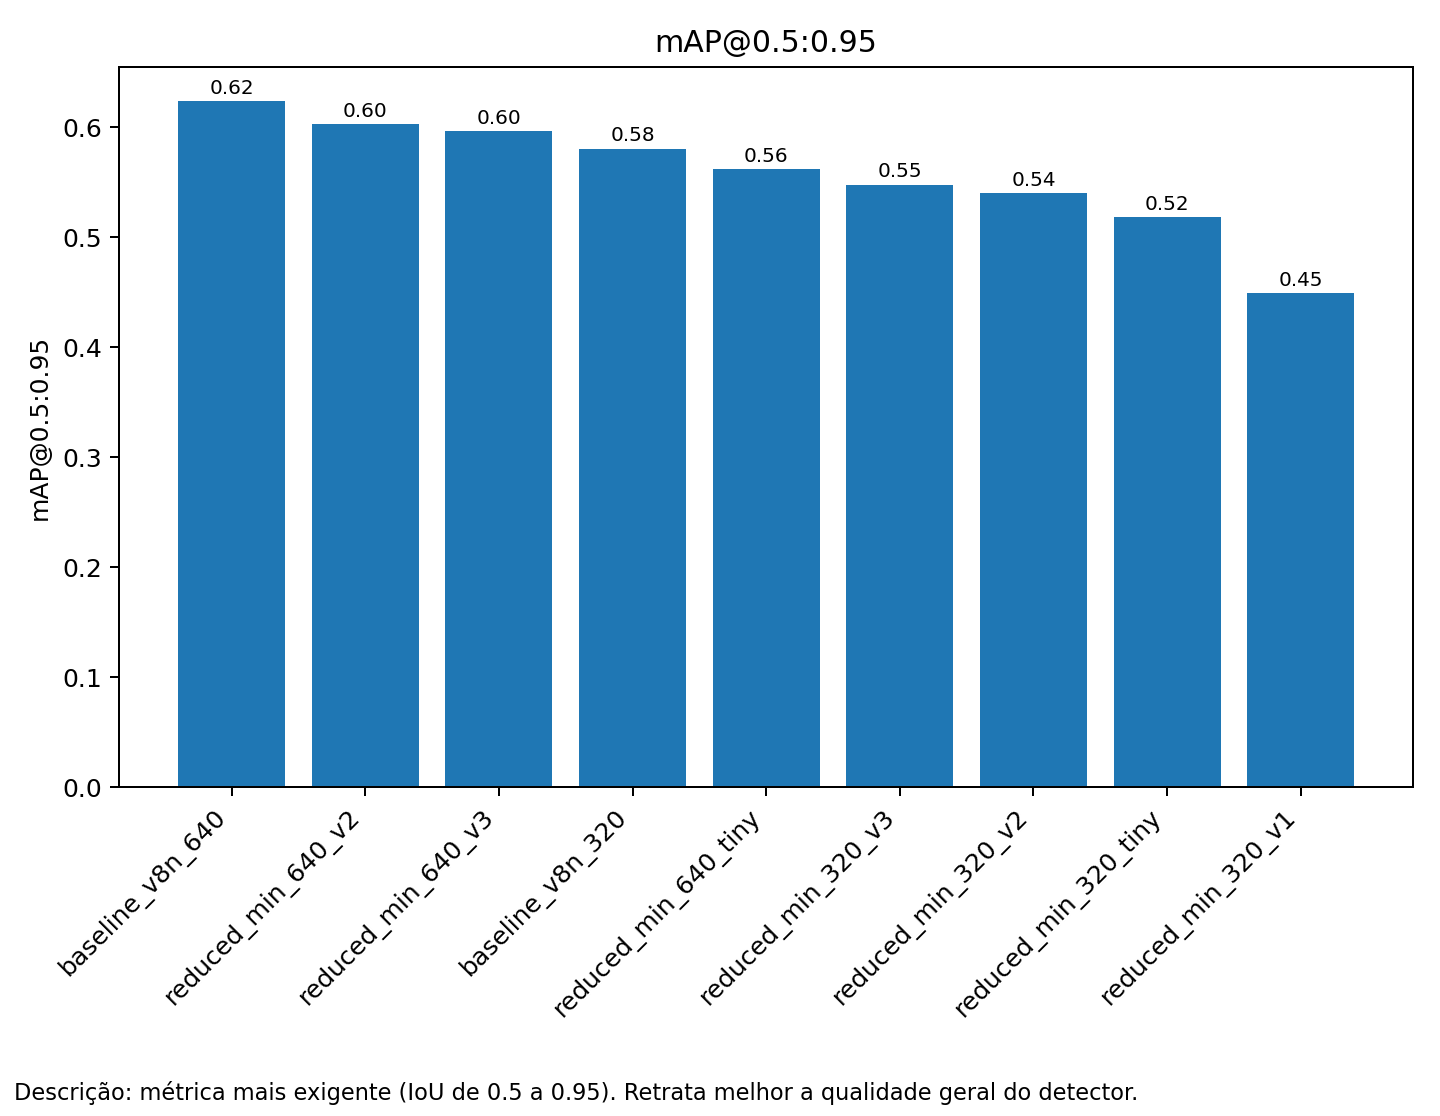 mAP@0.5:0.95
0.62
0.60
0.60
0.58
0.56
0.55
0.54
0.52
0.45
mAP@0.5:0.95
0.6
0.5
0.4
0.3
0.2
0.1
0.0
baseline_v8n_640
reduced_min_640_v2
reduced_min_640_v3
baseline_v8n_320
reduced_min_640_tiny
reduced_min_320_v3
reduced_min_320_v2
reduced_min_320_tiny
reduced_min_320_v1
Descrição: métrica mais exigente (IoU de 0.5 a 0.95). Retrata melhor a qualidade geral do detector.